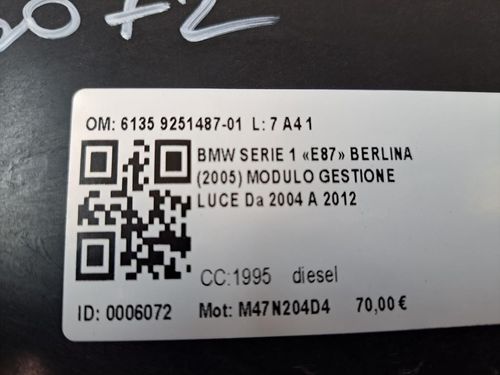 0072
OM: 6135 9251487-01 L: 7 A4 1
BMW SERIE 1 «E87» BERLINA
(2005) MODULO GESTIONE
LUCE Da 2004 A 2012
CC:1995 diesel
ID: 0006072 Mot: M47N204D4 70,00 €